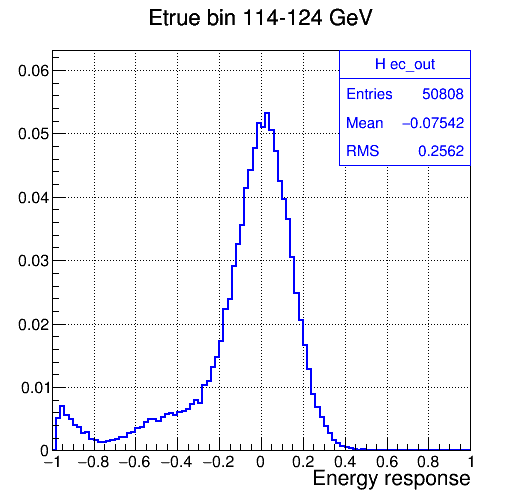 Etrue bin 114-124 GeV
H ec_out
Entries 50808
Mean −0.07542
RMS 0.2562
0.06
0.05
0.04
0.03
0.02
0.01
0
−1 −0.8 −0.6 −0.4 −0.2 0 0.2 0.4 0.6 0.8 1
Energy response